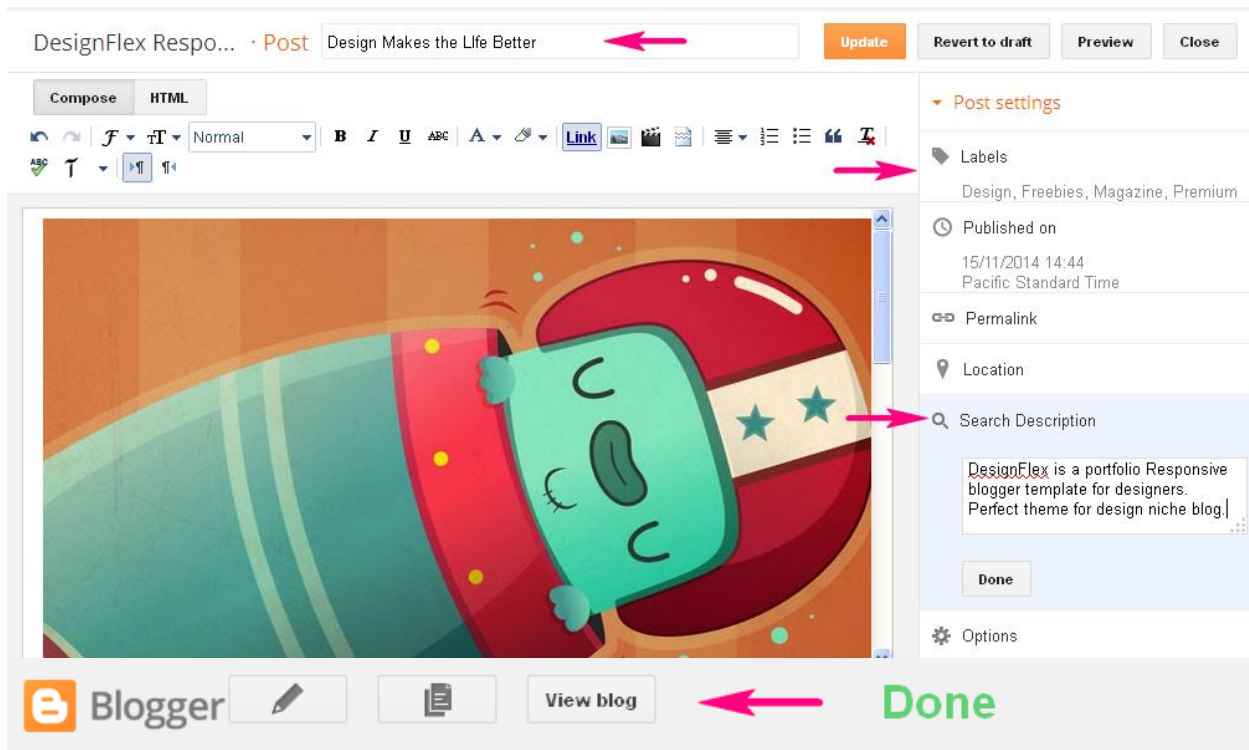 DesignFlex Respo... · Post Design Makes the LIfe Better Update Revert to draft Preview Close
Compose HTML
Normal B I U ABC A Link
ABC
Post settings
Labels
Design, Freebies, Magazine, Premium
Published on
15/11/2014 14:44
Pacific Standard Time
Permalink
Location
Search Description
DesignFlex is a portfolio Responsive
blogger template for designers.
Perfect theme for design niche blog.
Done
Options
Blogger View blog Done